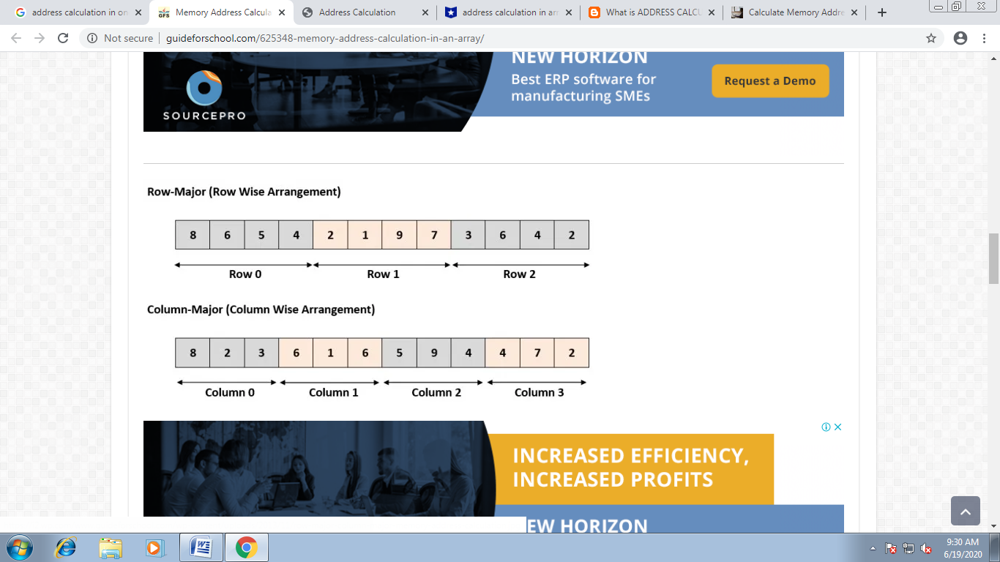 address calculation in on
Memory Address Calcula
Address Calculation
address calculation in arr
What is ADDRESS CALCU
Calculate Memory Addre
Not secure | guideforschool.com/625348-memory-address-calculation-in-an-array/
NEW HORIZON
Best ERP software for
manufacturing SMEs
Request a Demo
SOURCEPRO
Row-Major (Row Wise Arrangement)
8 6 5 4 2 1 9 7 3 6 4 2
Row 0 Row 1 Row 2
Column-Major (Column Wise Arrangement)
8 2 3 6 1 6 5 9 4 4 7 2
Column 0 Column 1 Column 2 Column 3
INCREASED EFFICIENCY,
INCREASED PROFITS
EW HORIZON
9:30 AM
6/19/2020